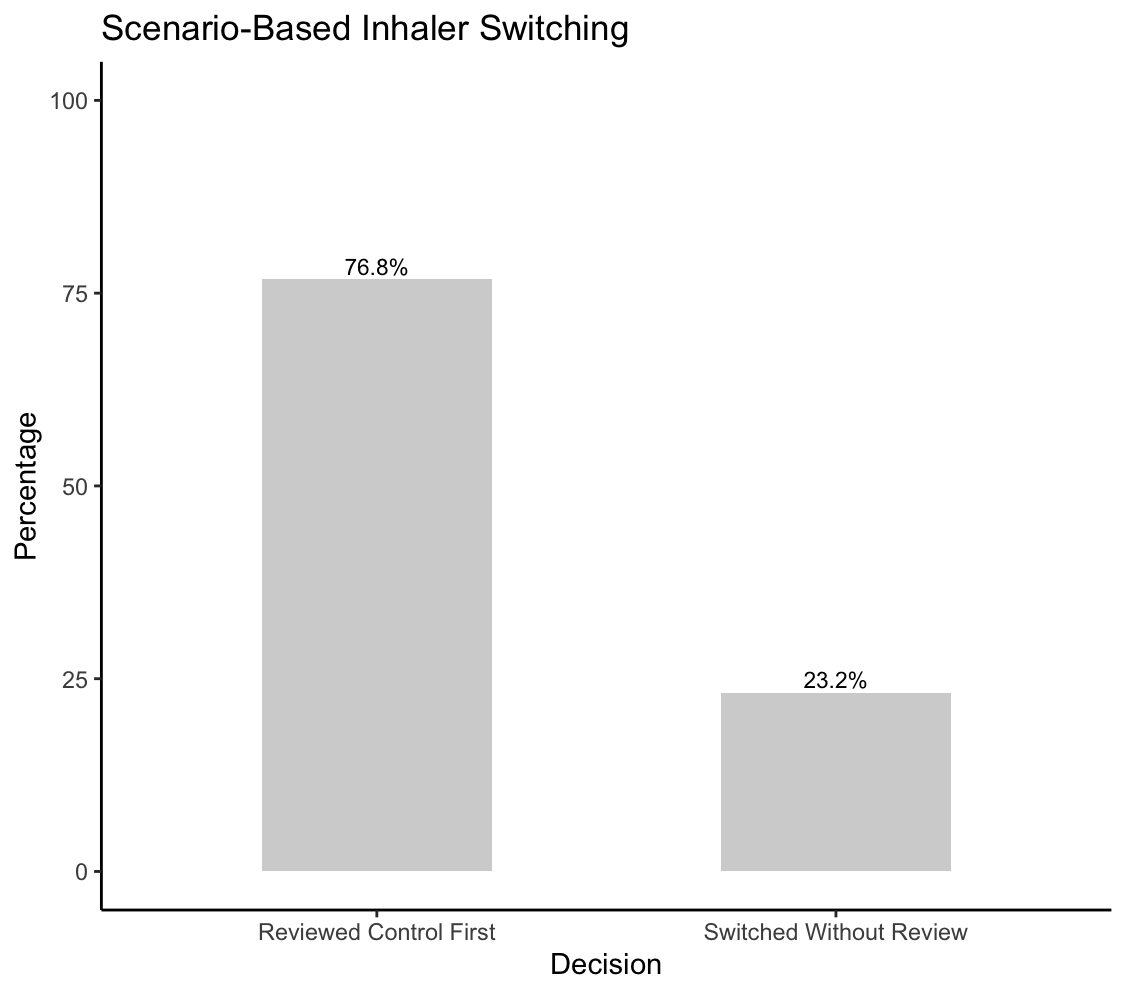 Scenario-Based Inhaler Switching
Percentage
100
75
50
25
0
76.8%
23.2%
Reviewed Control First
Switched Without Review
Decision